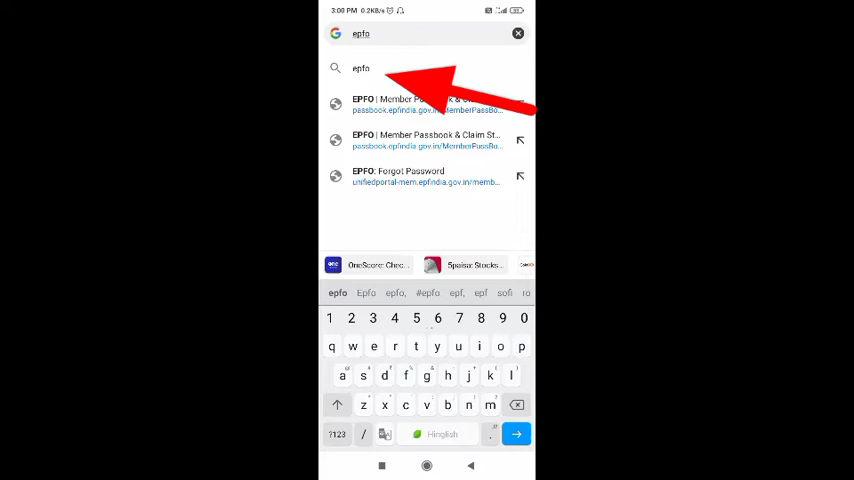 3:00 PM 0.2KB/s
epfo
epfo
EPFO | Member Pa k & C
passbook.epfindia.gov.in MemberPassBo...
EPFO | Member Passbook & Claim St...
passbook.epfindia.gov.in/MemberPassBo...
EPFO: Forgot Password
unifiedportal-mem.epfindia.gov.in/memb...
OneScore: Chec... 5paisa: Stocks...
epfo Epfo epfo, #epfo epf, epf sofi ro
1 2 3 4 5 6 7 8 9 0
q w e r t y u i o p
a s d f g h j k l
z x c v b n m
?123 / Hinglish .